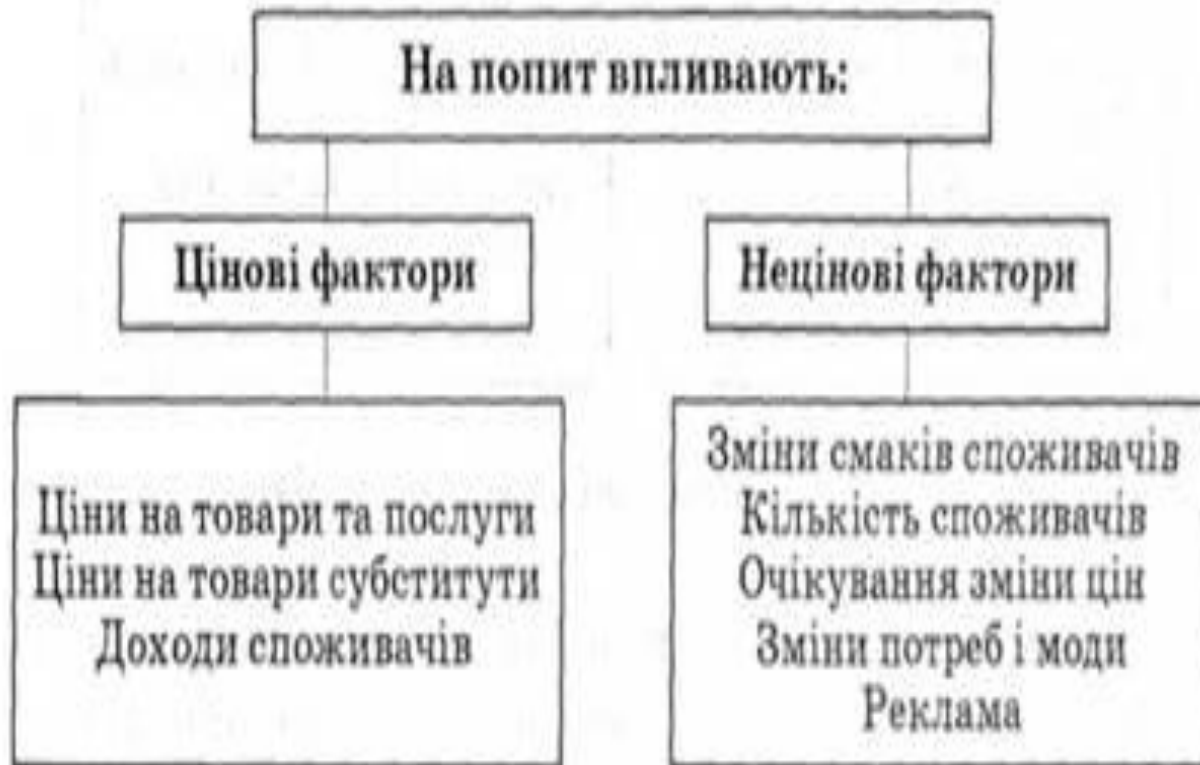 На попит впливають:
Цінові фактори
Нецінові фактори
Ціни на товари та послуги
Ціни на товари субститути
Доходи споживачів
Зміни смаків споживачів
Кількість споживачів
Очікування зміни цін
Зміни потреб і моди
Реклама